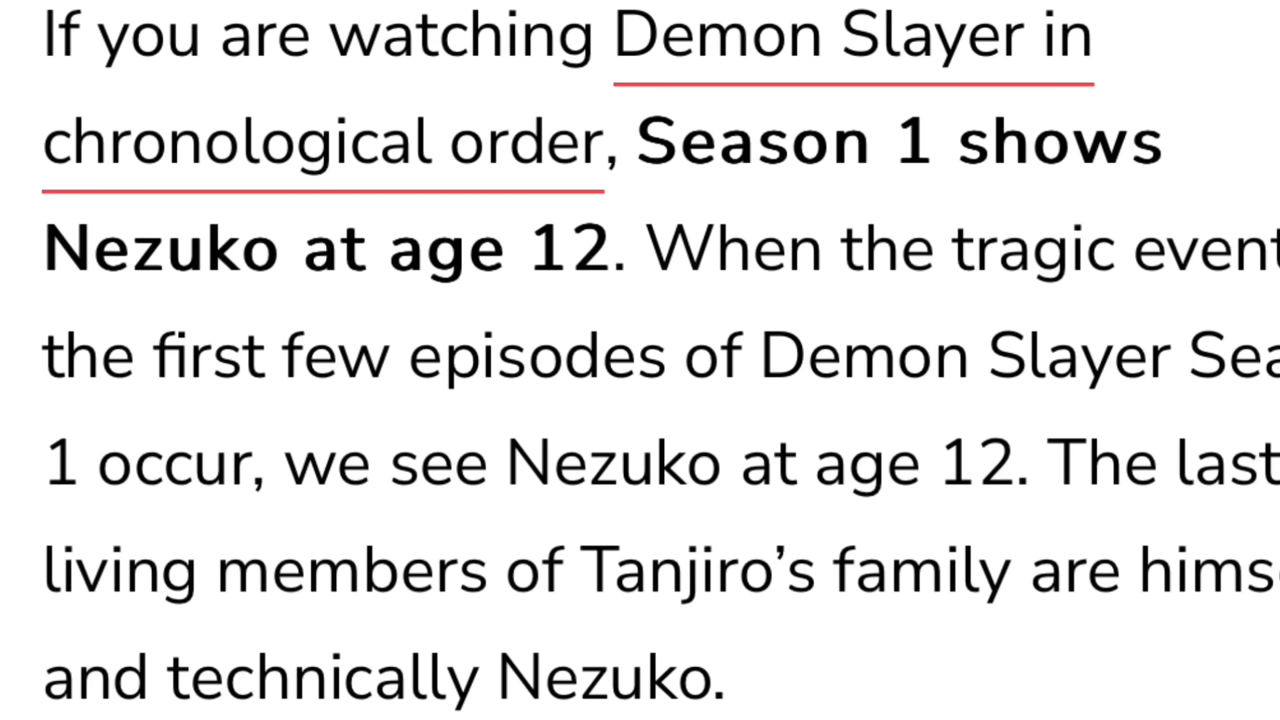 If you are watching Demon Slayer in
chronological order, Season 1 shows
Nezuko at age 12. When the tragic event
the first few episodes of Demon Slayer Sea
1 occur, we see Nezuko at age 12. The last
living members of Tanjiro’s family are himse
and technically Nezuko.